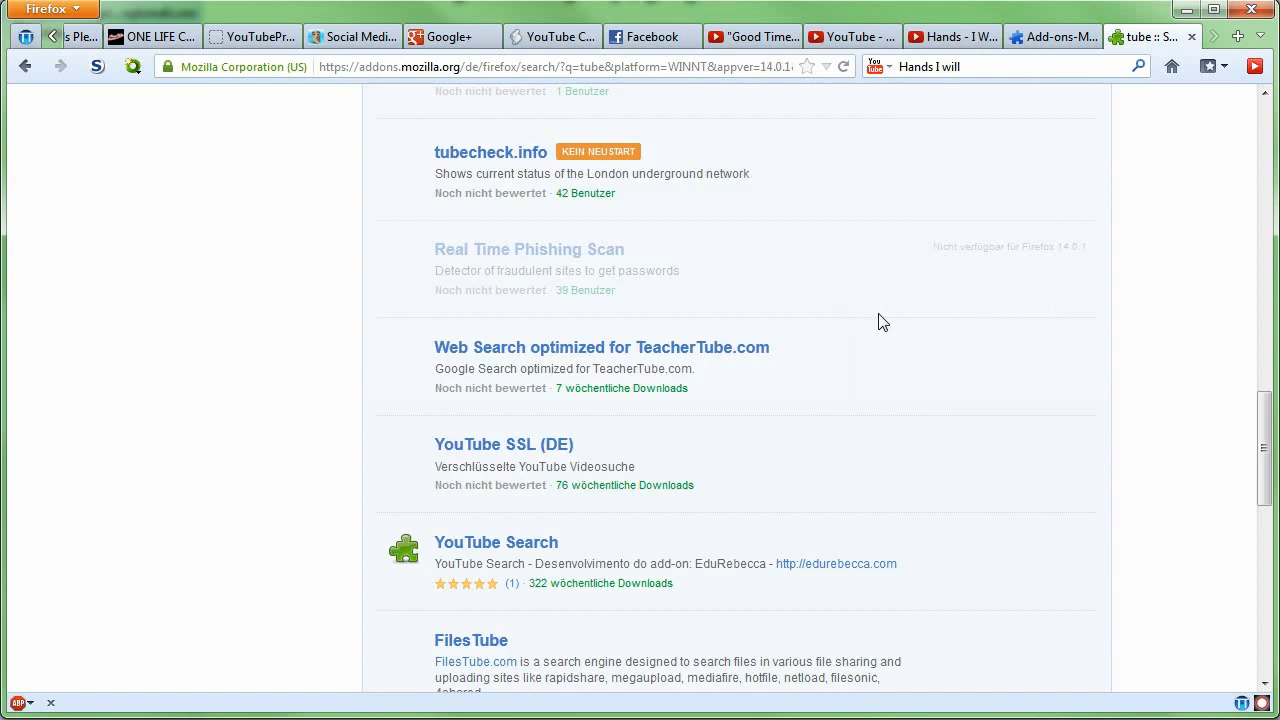 Firefox
s Ple...
ONE LIFE C...
YouTubePr...
Social Medi...
Google+
YouTube C...
Facebook
"Good Time...
YouTube - ...
Hands - I W...
Add-ons-M...
tube :: S...
Mozilla Corporation (US)
https://addons.mozilla.org/de/firefox/search/?q=tube&platform=WINNT&appver=14.0.1
You
Tube
Hands I will
Noch nicht bewertet · 1 Benutzer
tubecheck.info KEIN NEUSTART
Shows current status of the London underground network
Noch nicht bewertet · 42 Benutzer
Real Time Phishing Scan
Nicht verfügbar für Firefox 14.0.1
Detector of fraudulent sites to get passwords
Noch nicht bewertet · 39 Benutzer
Web Search optimized for TeacherTube.com
Google Search optimized for TeacherTube.com.
Noch nicht bewertet · 7 wöchentliche Downloads
YouTube SSL (DE)
Verschlüsselte YouTube Videosuche
Noch nicht bewertet · 76 wöchentliche Downloads
YouTube Search
YouTube Search - Desenvolvimento do add-on: EduRebecca - http://edurebecca.com
(1) · 322 wöchentliche Downloads
FilesTube
FilesTube.com is a search engine designed to search files in various file sharing and
uploading sites like rapidshare, megaupload, mediafire, hotfile, netload, filesonic,
ABP